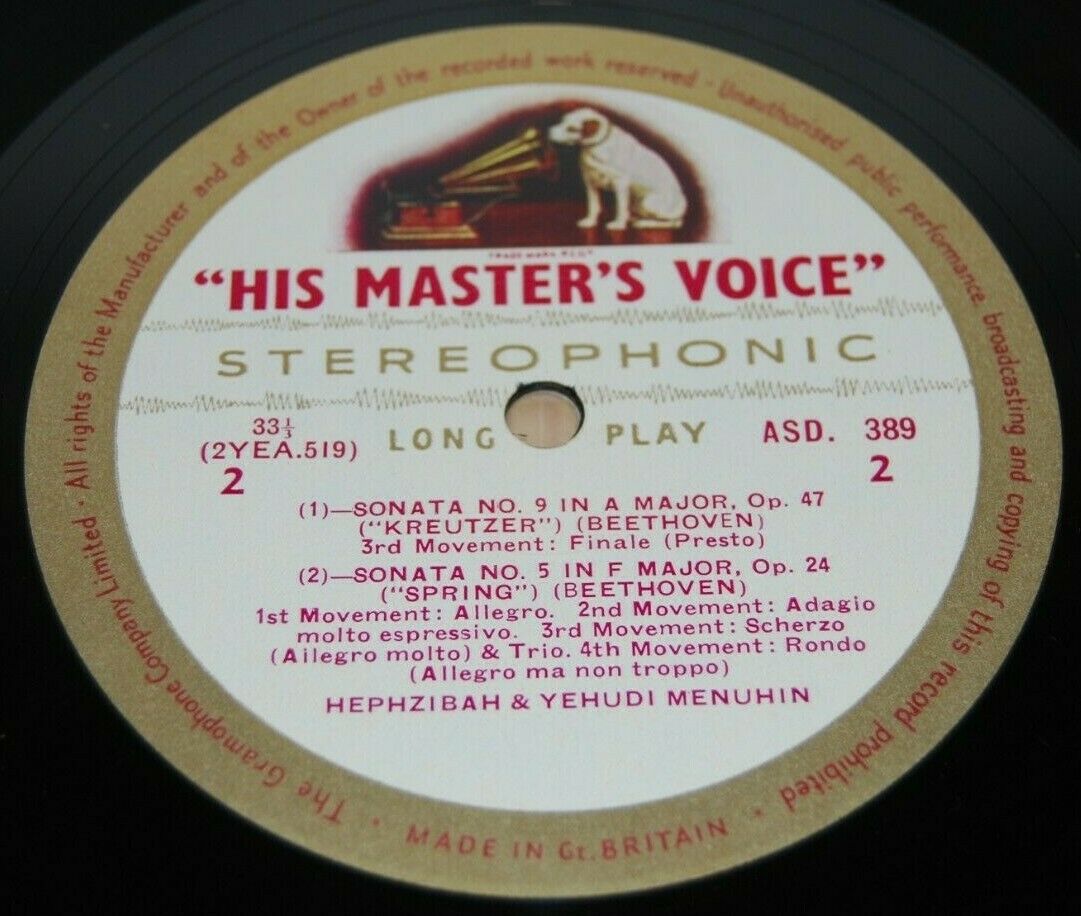 The Gramophone Company Limited · All rights of the Manufacturer and of the Owner of the recorded work reserved · Unauthorized public performance, broadcasting and copying of this record prohibited ·
TRADE MARK
"HIS MASTER'S VOICE"
STEREOPHONIC
33⅓ LONG PLAY ASD. 389
(2YEA.519)
2 2
(1)—SONATA NO. 9 IN A MAJOR, Op. 47
("KREUTZER") (BEETHOVEN)
3rd Movement: Finale (Presto)
(2)—SONATA NO. 5 IN F MAJOR, Op. 24
("SPRING") (BEETHOVEN)
1st Movement: Allegro. 2nd Movement: Adagio
molto espressivo. 3rd Movement: Scherzo
(Allegro molto) & Trio. 4th Movement: Rondo
(Allegro ma non troppo)
HEPHZIBAH & YEHUDI MENUHIN
· MADE IN Gt. BRITAIN ·